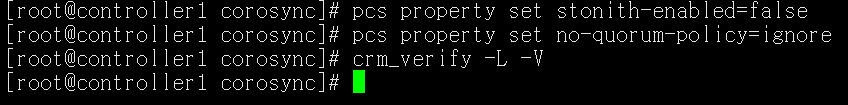 [root@controller1 corosync]# pcs property set stonith-enabled=false
[root@controller1 corosync]# pcs property set no-quorum-policy=ignore
[root@controller1 corosync]# crm_verify -L -V
[root@controller1 corosync]#